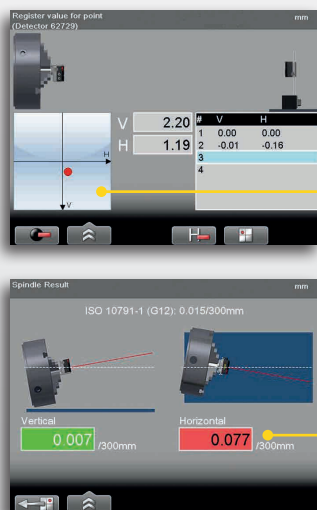 Register value for point
(Detector 62729)
mm
H
V
V 2.20
H 1.19
# V H
1 0.00 0.00
2 -0.01 -0.16
3
4
Spindle Result
mm
ISO 10791-1 (G12): 0.015/300mm
Vertical
0.007 /300mm
Horizontal
0.077 /300mm